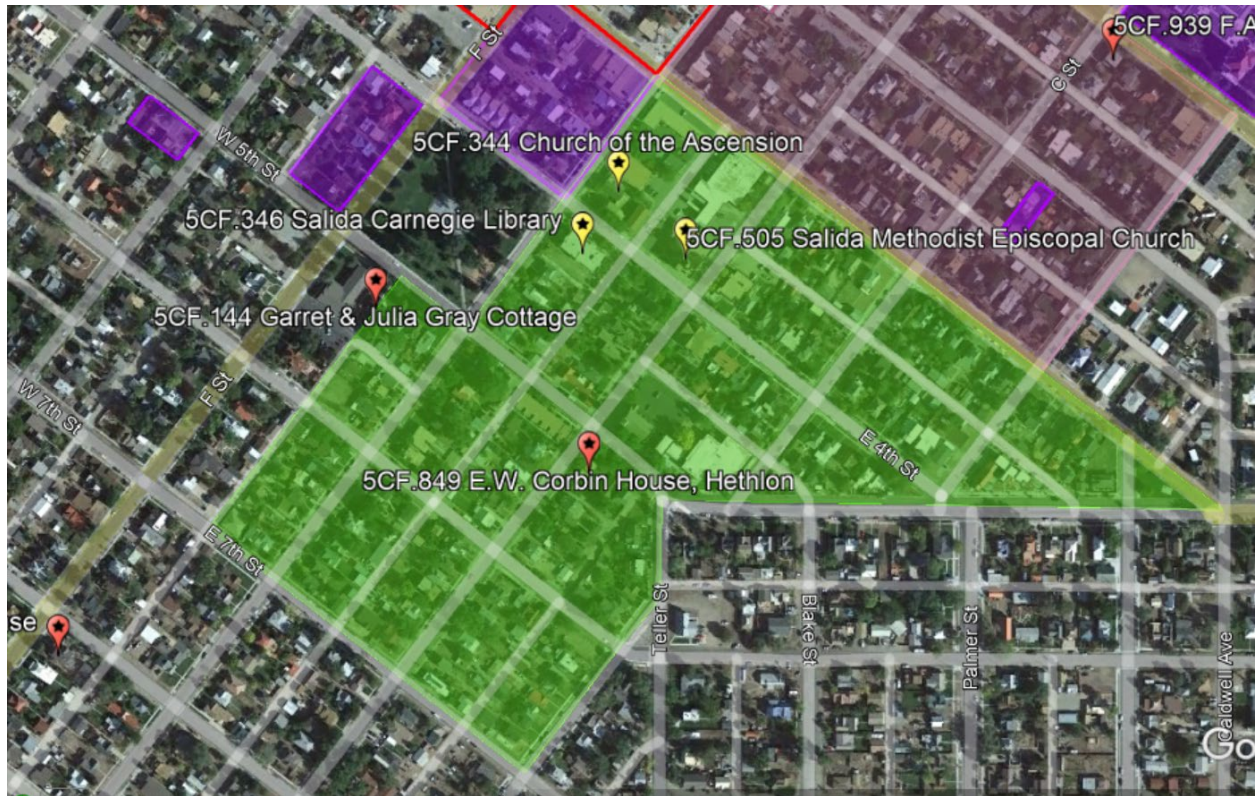 5CF.939 F.A
F St
C St
5CF.344 Church of the Ascension
W 5th St
5CF.346 Salida Carnegie Library
5CF.505 Salida Methodist Episcopal Church
5CF.144 Garret & Julia Gray Cottage
F St
W 7th St
E 4th St
5CF.849 E.W. Corbin House, Hethlon
E 7th St
se
Teller St
Blake St
Palmer St
Caldwell Ave
Go